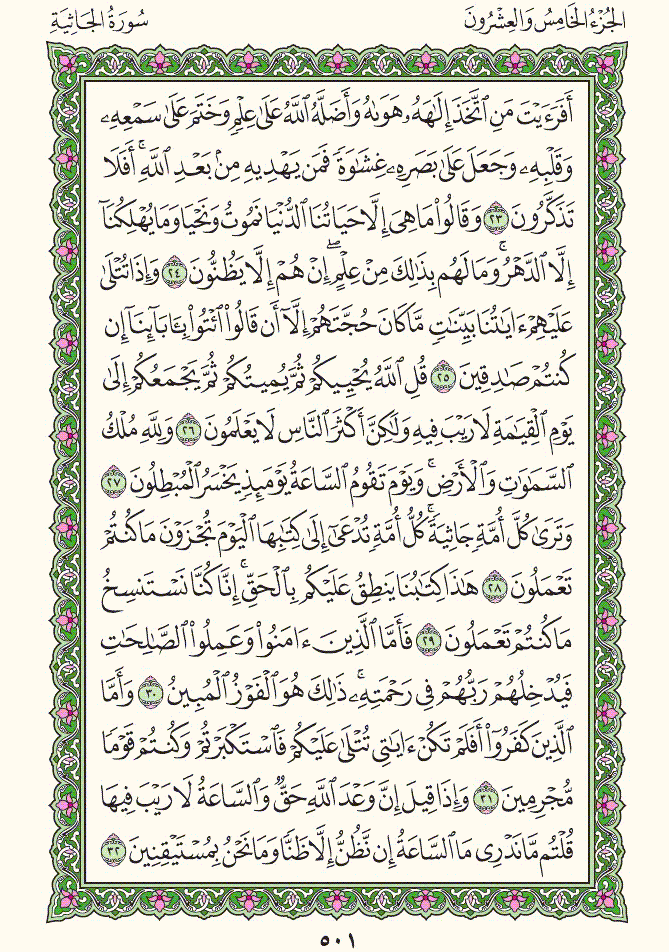 الجُزْءُ الخَامِسُ وَالعِشْرُونَ سُورَةُ الجَاثِيَةِ
أَفَرَءَيْتَ مَنِ ٱتَّخَذَ إِلَٰهَهُۥ هَوَىٰهُ وَأَضَلَّهُ ٱللَّهُ عَلَىٰ عِلْمٍ وَخَتَمَ عَلَىٰ سَمْعِهِۦ
وَقَلْبِهِۦ وَجَعَلَ عَلَىٰ بَصَرِهِۦ غِشَٰوَةً فَمَن يَهْدِيهِ مِنۢ بَعْدِ ٱللَّهِۚ أَفَلَا
تَذَكَّرُونَ ٢٣ وَقَالُوا۟ مَا هِىَ إِلَّا حَيَاتُنَا ٱلدُّنْيَا نَمُوتُ وَنَحْيَا وَمَا يُهْلِكُنَآ
إِلَّا ٱلدَّهْرُۚ وَمَا لَهُم بِذَٰلِكَ مِنْ عِلْمٍۖ إِنْ هُمْ إِلَّا يَظُنُّونَ ٢٤ وَإِذَا تُتْلَىٰ
عَلَيْهِمْ ءَايَٰتُنَا بَيِّنَٰتٍ مَّا كَانَ حُجَّتَهُمْ إِلَّآ أَن قَالُوا۟ ٱئْتُوا۟ بِـَٔابَآئِنَآ إِن
كُنتُمْ صَٰدِقِينَ ٢٥ قُلِ ٱللَّهُ يُحْيِيكُمْ ثُمَّ يُمِيتُكُمْ ثُمَّ يَجْمَعُكُمْ إِلَىٰ
يَوْمِ ٱلْقِيَٰمَةِ لَا رَيْبَ فِيهِ وَلَٰكِنَّ أَكْثَرَ ٱلنَّاسِ لَا يَعْلَمُونَ ٢٦ وَلِلَّهِ مُلْكُ
ٱلسَّمَٰوَٰتِ وَٱلْأَرْضِۚ وَيَوْمَ تَقُومُ ٱلسَّاعَةُ يَوْمَئِذٍ يَخْسَرُ ٱلْمُبْطِلُونَ ٢٧
وَتَرَىٰ كُلَّ أُمَّةٍ جَاثِيَةًۚ كُلُّ أُمَّةٍ تُدْعَىٰٓ إِلَىٰ كِتَٰبِهَا ٱلْيَوْمَ تُجْزَوْنَ مَا كُنتُمْ
تَعْمَلُونَ ٢٨ هَٰذَا كِتَٰبُنَا يَنطِقُ عَلَيْكُم بِٱلْحَقِّۚ إِنَّا كُنَّا نَسْتَنسِخُ
مَا كُنتُمْ تَعْمَلُونَ ٢٩ فَأَمَّا ٱلَّذِينَ ءَامَنُوا۟ وَعَمِلُوا۟ ٱلصَّٰلِحَٰتِ
فَيُدْخِلُهُمْ رَبُّهُمْ فِى رَحْمَتِهِۦۚ ذَٰلِكَ هُوَ ٱلْفَوْزُ ٱلْمُبِينُ ٣٠ وَأَمَّا
ٱلَّذِينَ كَفَرُوٓا۟ أَفَلَمْ تَكُنْ ءَايَٰتِى تُتْلَىٰ عَلَيْكُمْ فَٱسْتَكْبَرْتُمْ وَكُنتُمْ قَوْمًا
مُّجْرِمِينَ ٣١ وَإِذَا قِيلَ إِنَّ وَعْدَ ٱللَّهِ حَقٌّ وَٱلسَّاعَةُ لَا رَيْبَ فِيهَا
قُلْتُم مَّا نَدْرِى مَا ٱلسَّاعَةُ إِن نَّظُنُّ إِلَّا ظَنًّا وَمَا نَحْنُ بِمُسْتَيْقِنِينَ ٣٢
٥٠١